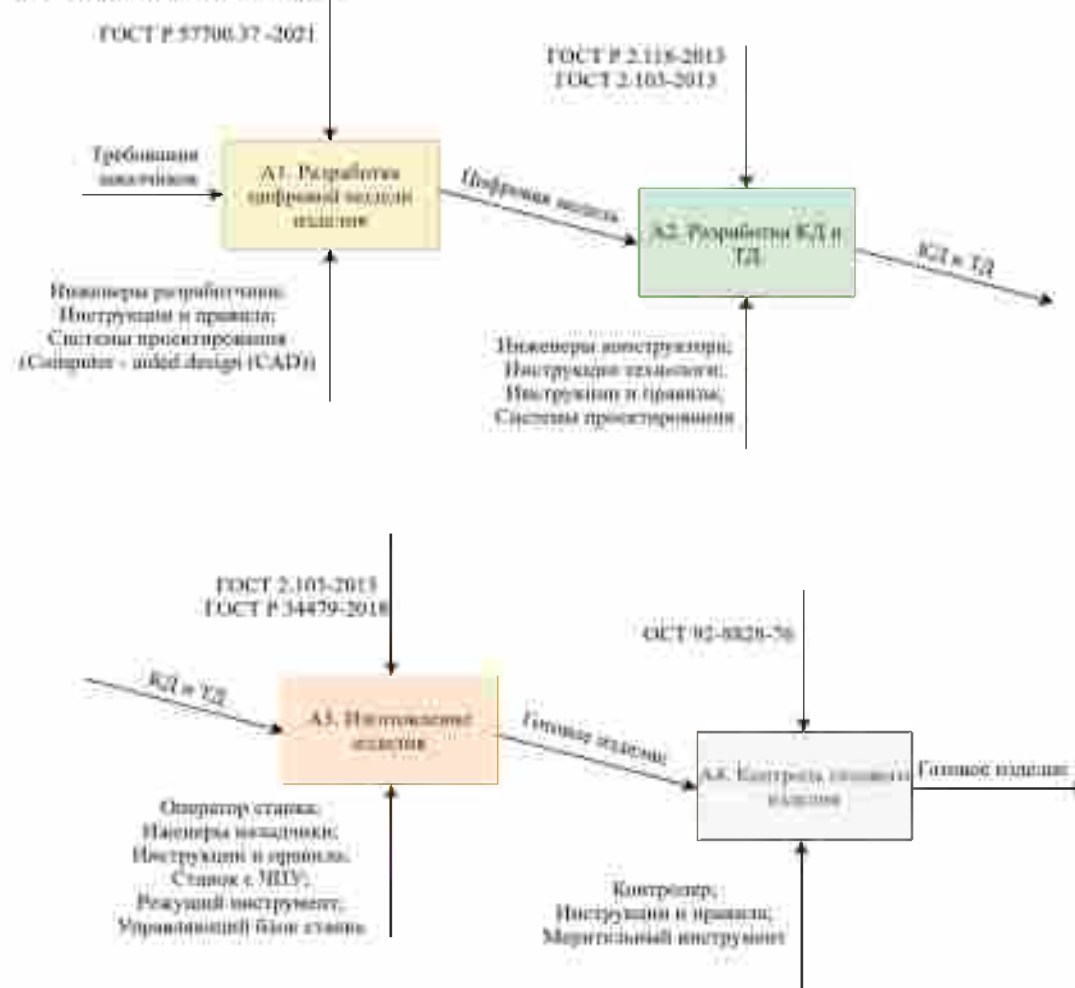 ГОСТ Р 57700.37 -2021
ГОСТ Р 2.118-2013
ГОСТ 2.103-2013
Требования
заказчиков
А1. Разработка
цифровой модели
изделия
Цифровая модель
А2. Разработка КД и
ТД
КД и ТД
Инженеры разработчики;
Инструкции и правила;
Системы проектирования
(Computer - aided design (CAD))
Инженеры конструктора;
Инструкции технологи;
Инструкции и правила;
Системы проектирования
ГОСТ 2.103-2013
ГОСТ Р 34479-2018
ОСТ 92-8828-76
КД и ТД
А3. Изготовление
изделия
Готовое изделие
А4. Контроль готового
изделия
Готовое изделие
Оператор станка;
наладчики;
Инструкции и правила;
Станок с ЧПУ;
Режущий инструмент;
Управляющий блок станка
Контролер;
Инструкции и правила;
Мерительный инструмент